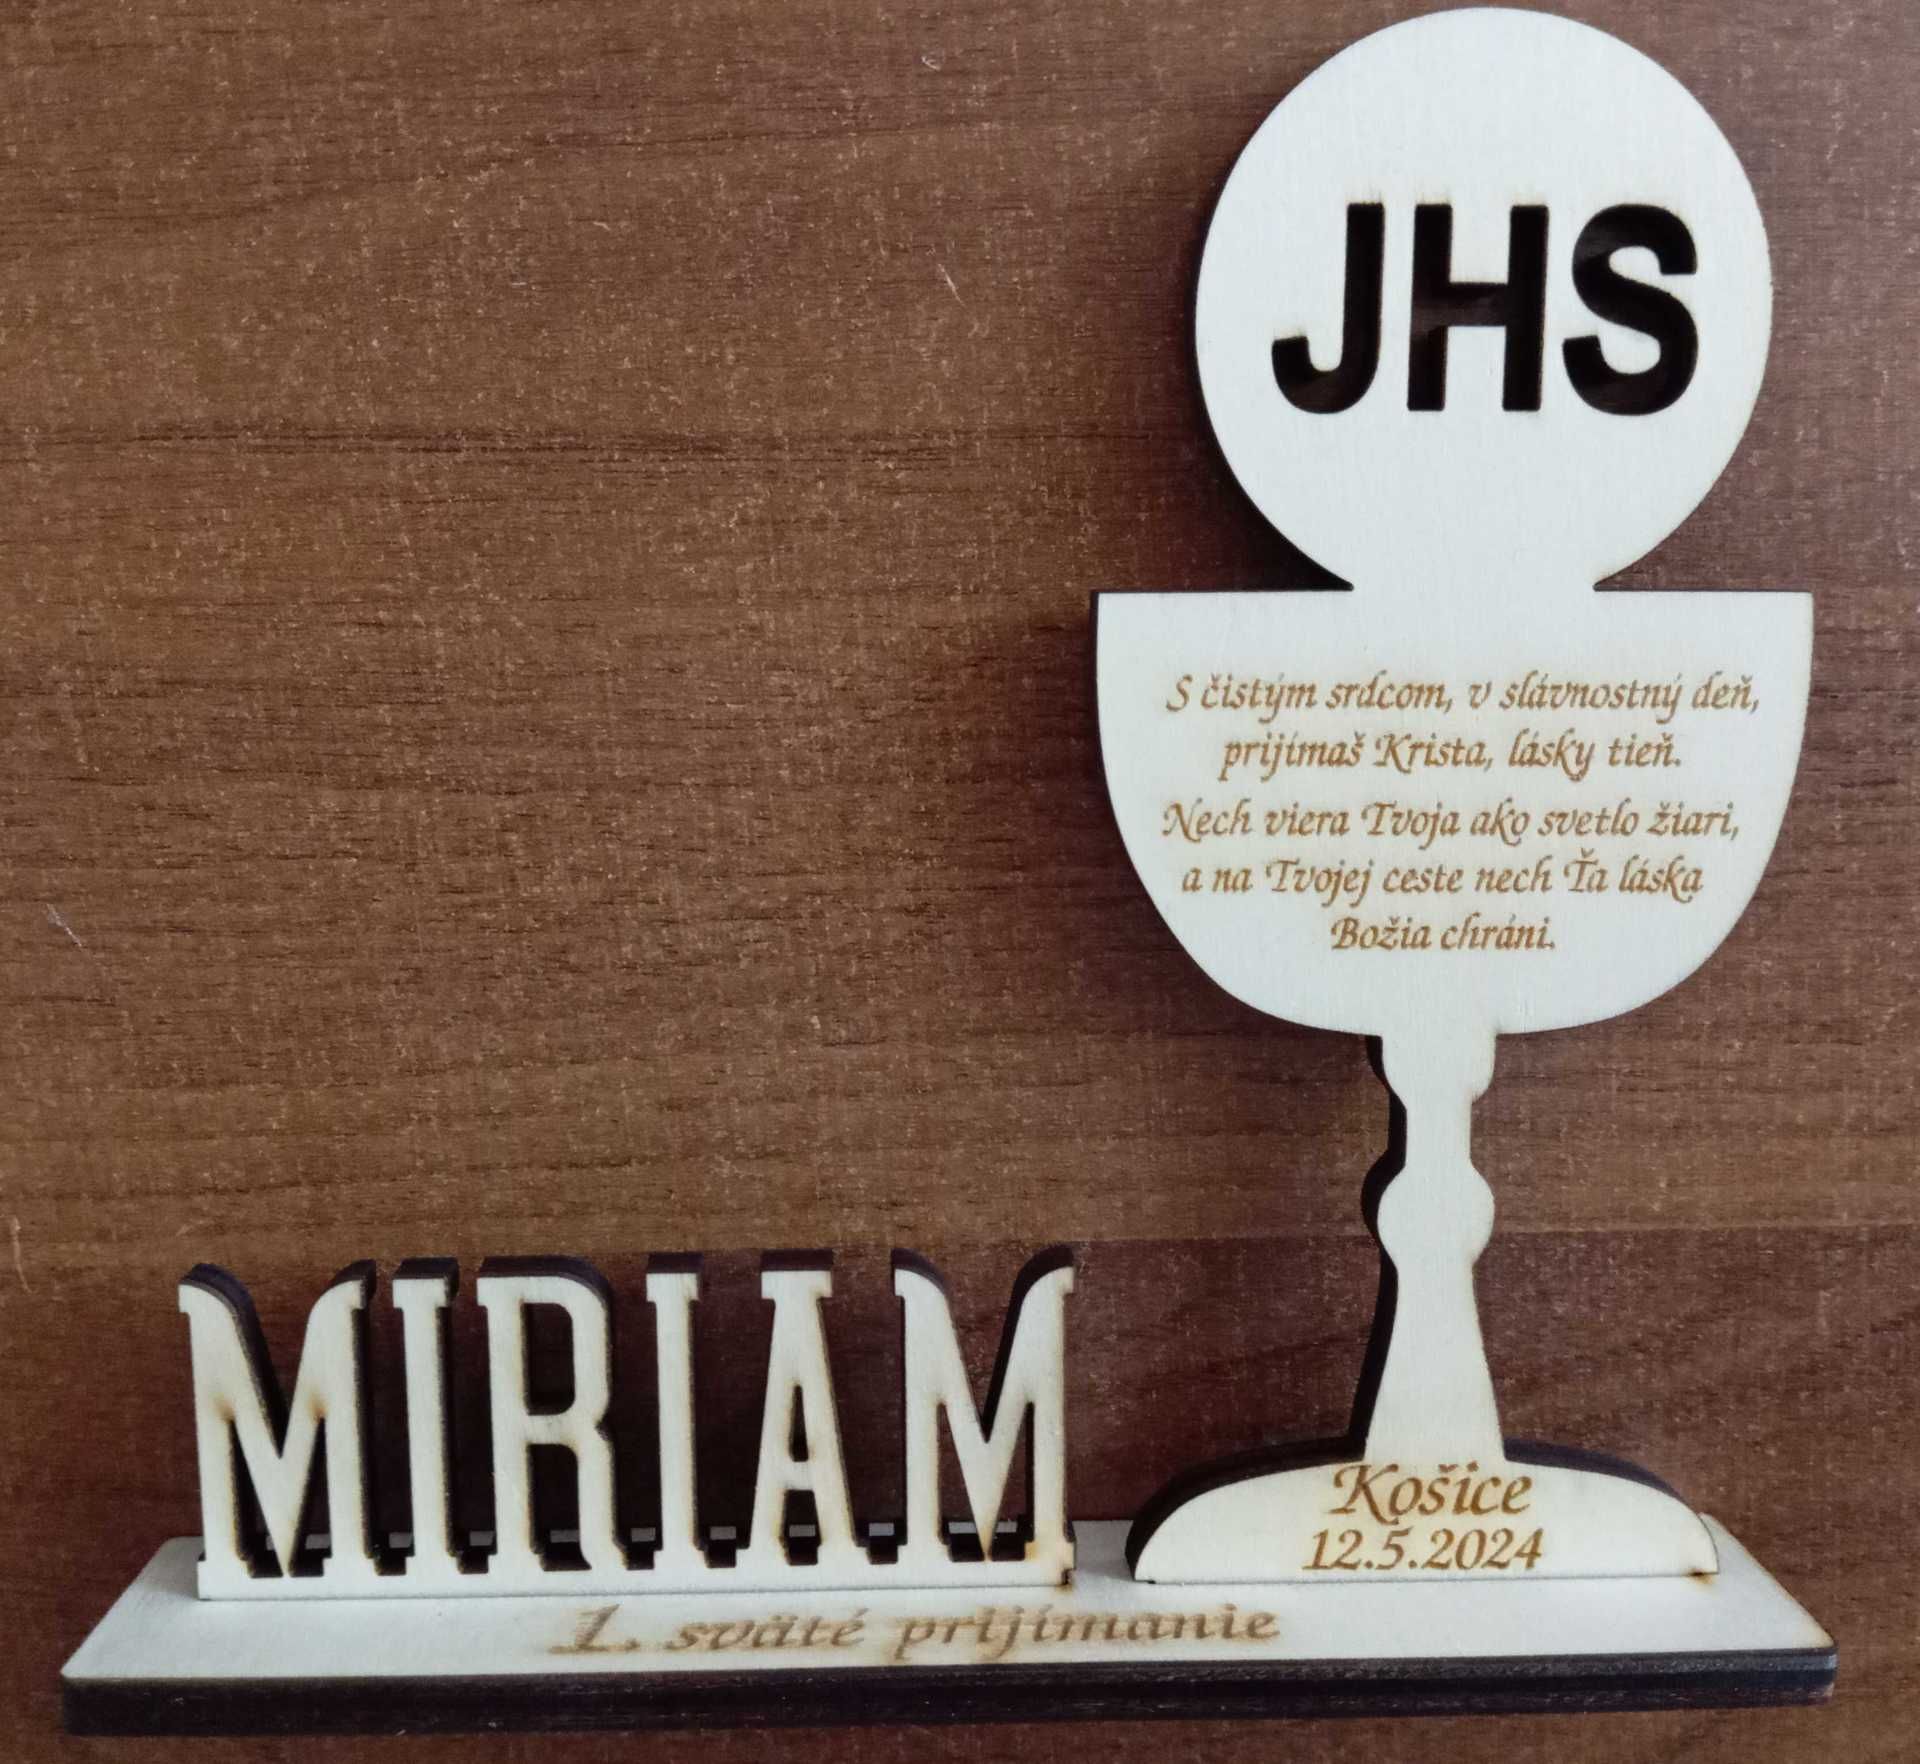 JHS
S čistým srdcom, v slávnostný deň,
prijímaš Krista, lásky tieň.
Nech viera Tvoja ako svetlo žiari,
a na Tvojej ceste nech Ťa láska
Božia chráni.
MIRIAM
Košice
12.5.2024
1. sväté prijímanie